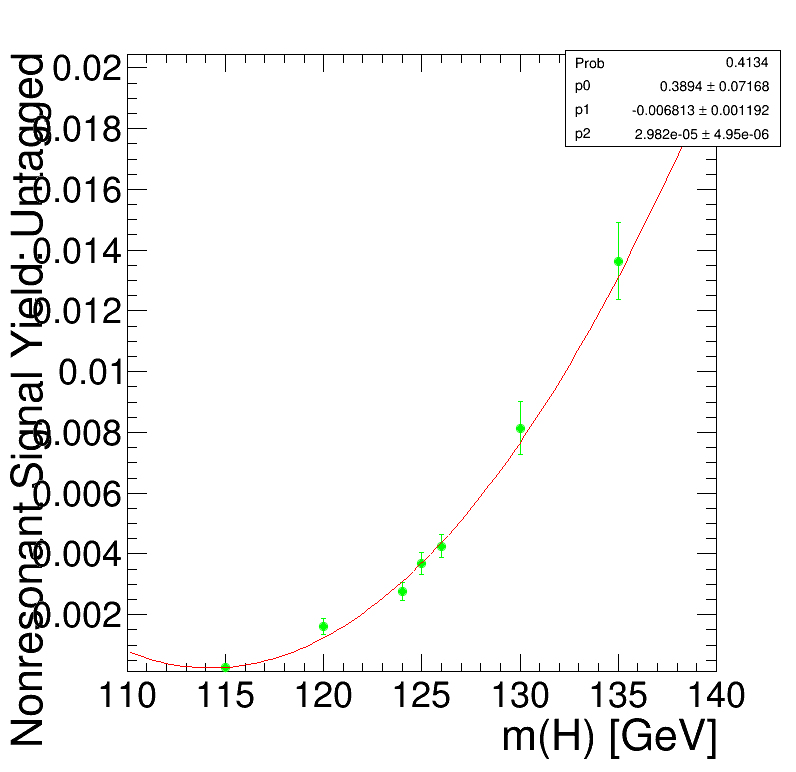 Nonresonant Signal Yield: Untagged
Prob 0.4134
p0 0.3894 ± 0.07168
p1 -0.006813 ± 0.001192
p2 2.982e-05 ± 4.95e-06
0.02
0.018
0.016
0.014
0.012
0.01
0.008
0.006
0.004
0.002
110 115 120 125 130 135 140
m(H) [GeV]